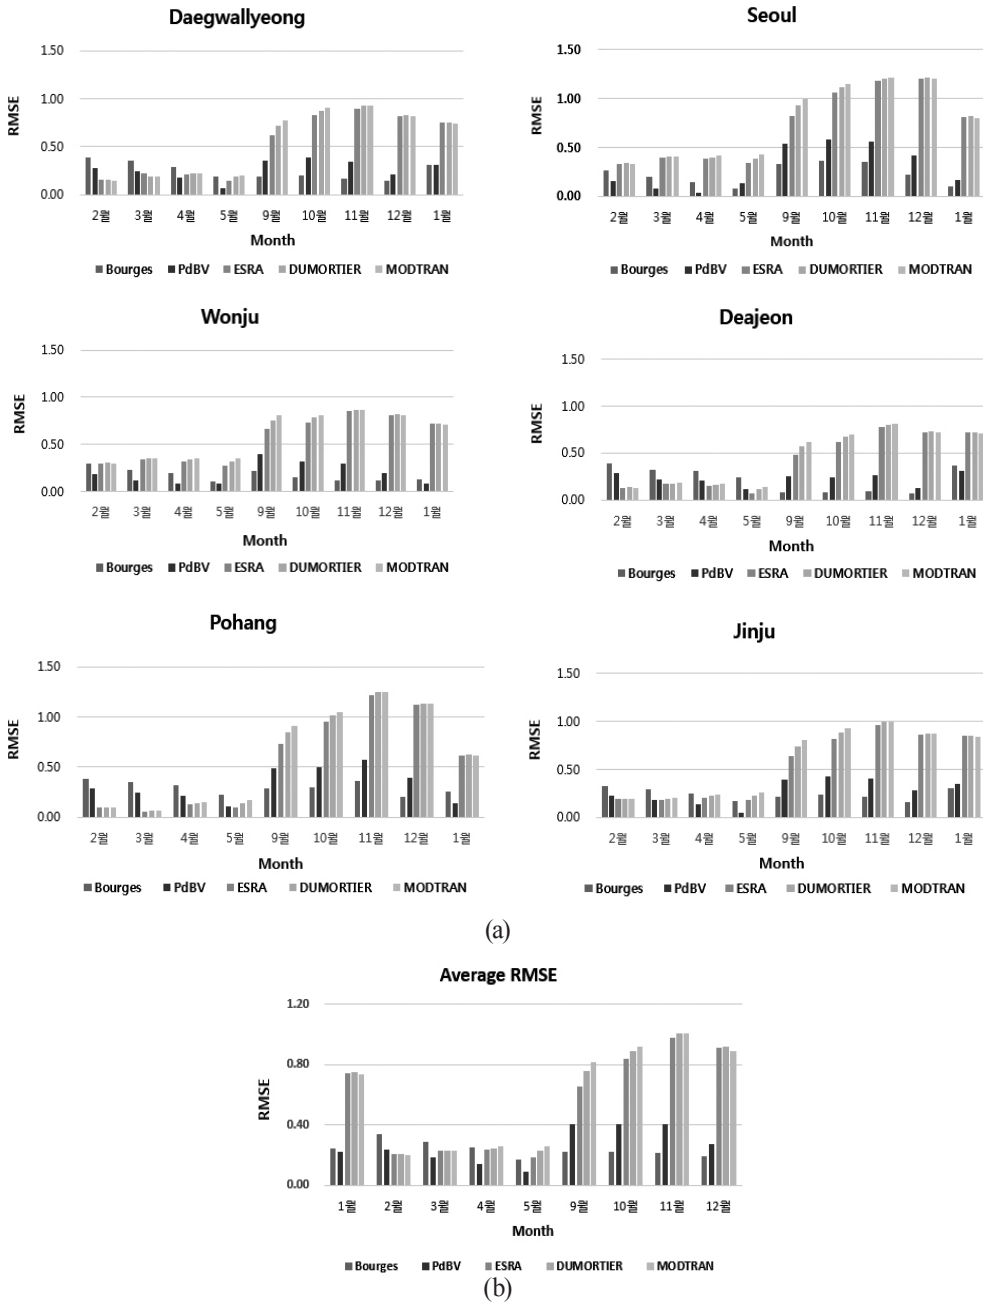 Daegwallyeong
1.50
1.00
0.50
0.00
RMSE
2월 3월 4월 5월 9월 10월 11월 12월 1월
Month
Bourges PdBV ESRA DUMORTIER MODTRAN
Seoul
1.50
1.00
0.50
0.00
RMSE
2월 3월 4월 5월 9월 10월 11월 12월 1월
Month
Bourges PdBV ESRA DUMORTIER MODTRAN
Wonju
1.50
1.00
0.50
0.00
RMSE
2월 3월 4월 5월 9월 10월 11월 12월 1월
Month
Bourges PdBV ESRA DUMORTIER MODTRAN
Deajeon
1.50
1.00
0.50
0.00
RMSE
2월 3월 4월 5월 9월 10월 11월 12월 1월
Month
Bourges PdBV ESRA DUMORTIER MODTRAN
Pohang
1.50
1.00
0.50
0.00
RMSE
2월 3월 4월 5월 9월 10월 11월 12월 1월
Month
Bourges PdBV ESRA DUMORTIER MODTRAN
Jinju
1.50
1.00
0.50
0.00
RMSE
2월 3월 4월 5월 9월 10월 11월 12월 1월
Month
Bourges PdBV ESRA DUMORTIER MODTRAN
(a)
Average RMSE
1.20
0.80
0.40
0.00
RMSE
1월 2월 3월 4월 5월 9월 10월 11월 12월
Month
Bourges PdBV ESRA DUMORTIER MODTRAN
(b)